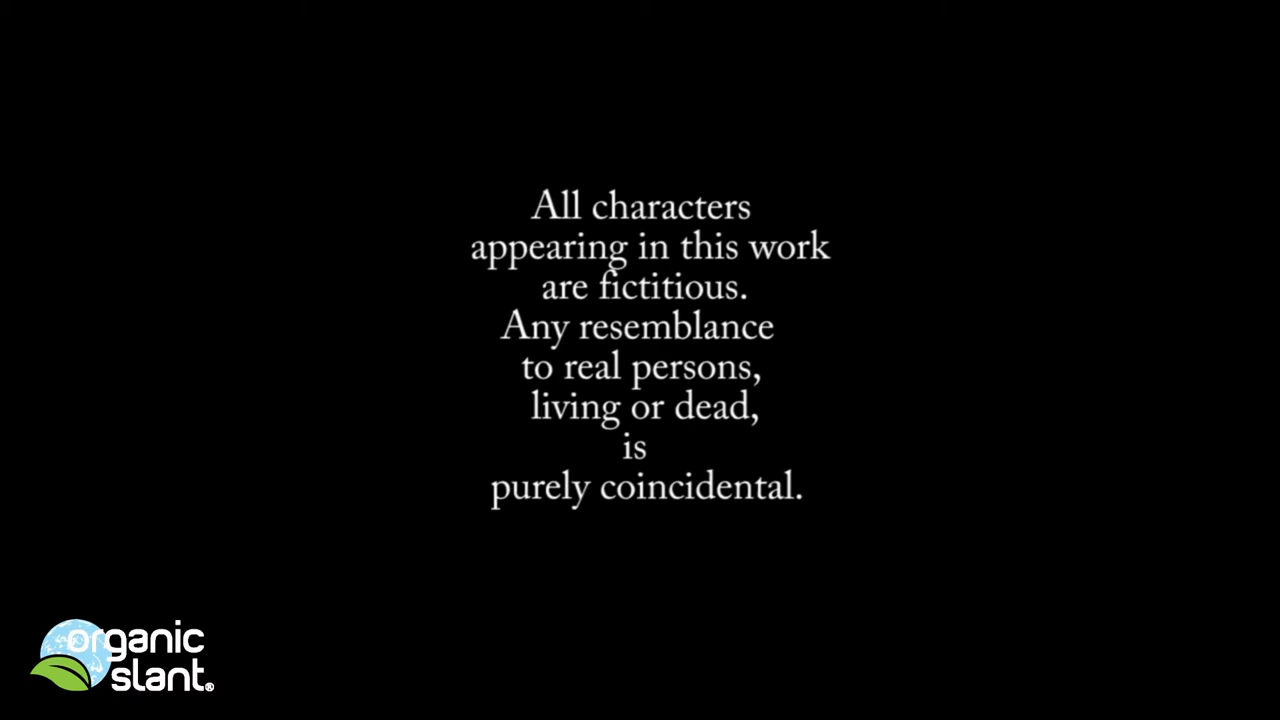 All characters
appearing in this work
are fictitious.
Any resemblance
to real persons,
living or dead,
is
purely coincidental.
organic
slant.®